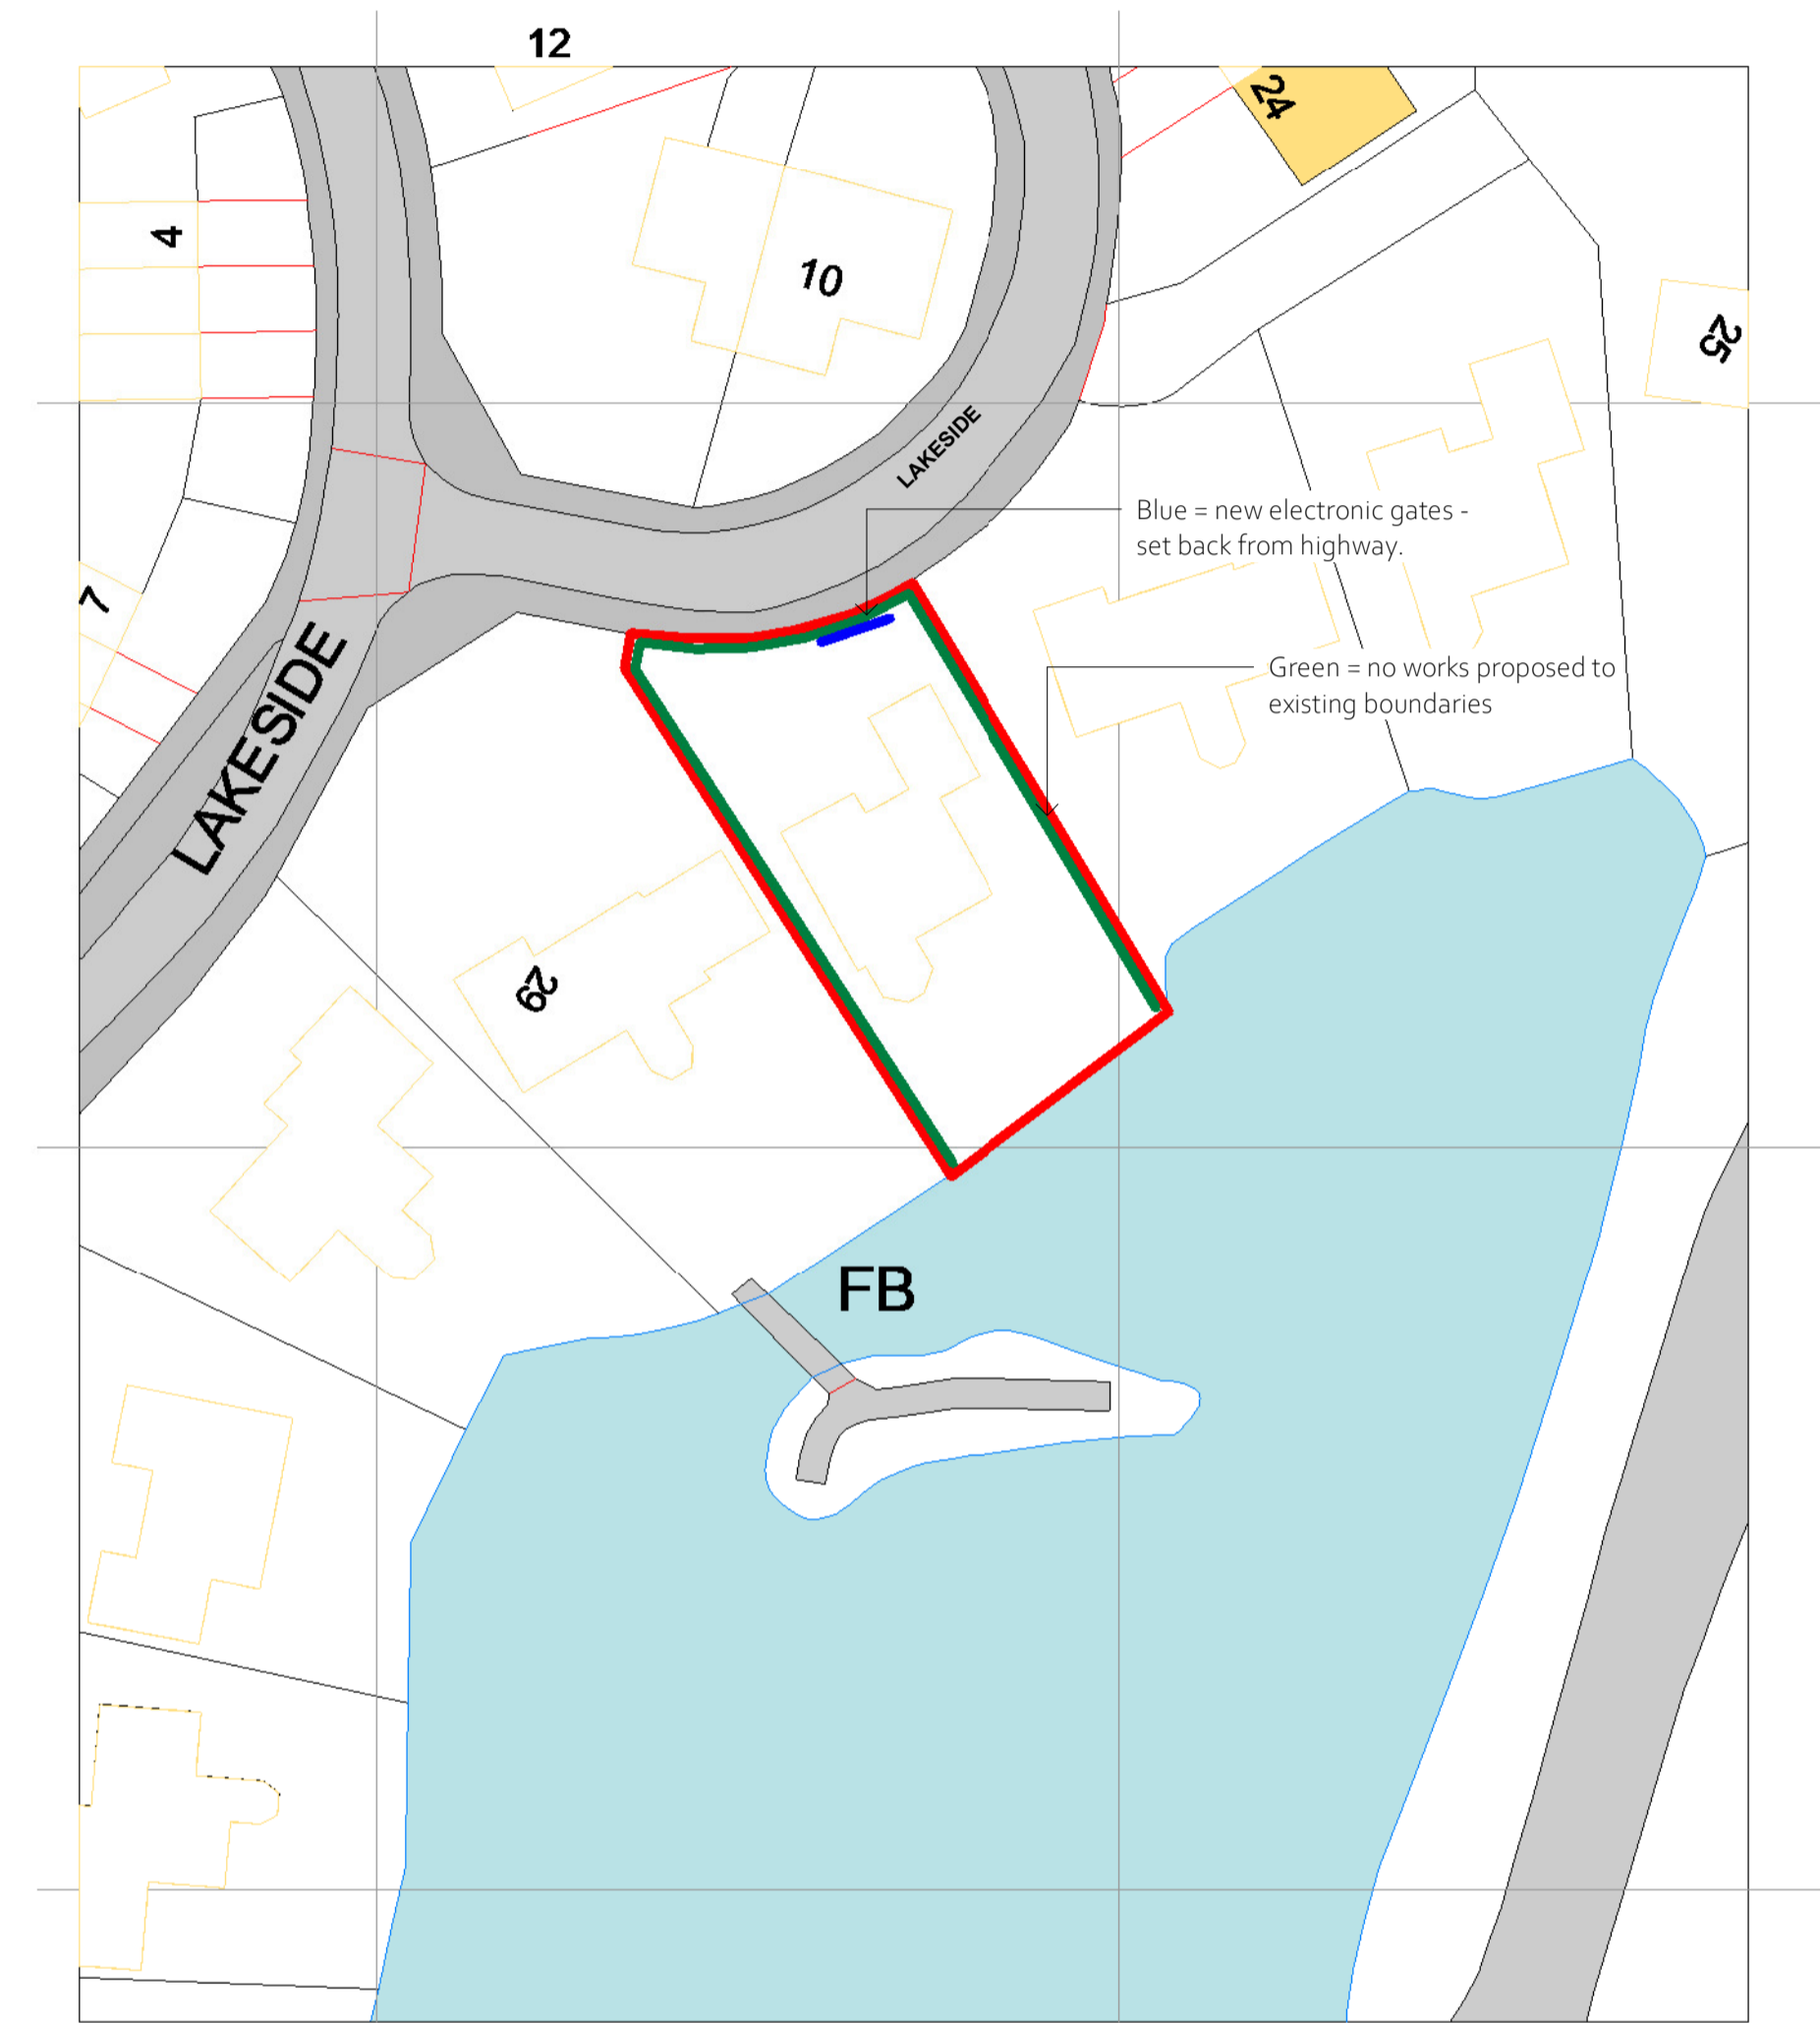 12
24
4
10
25
LAKESIDE
Blue = new electronic gates -
set back from highway.
7
LAKESIDE
Green = no works proposed to
existing boundaries
29
FB